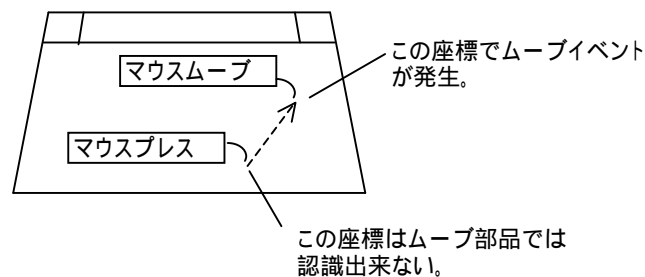 この座標でムーブイベント
が発生。
マウスムーブ
マウスプレス
この座標はムーブ部品では
認識出来ない。